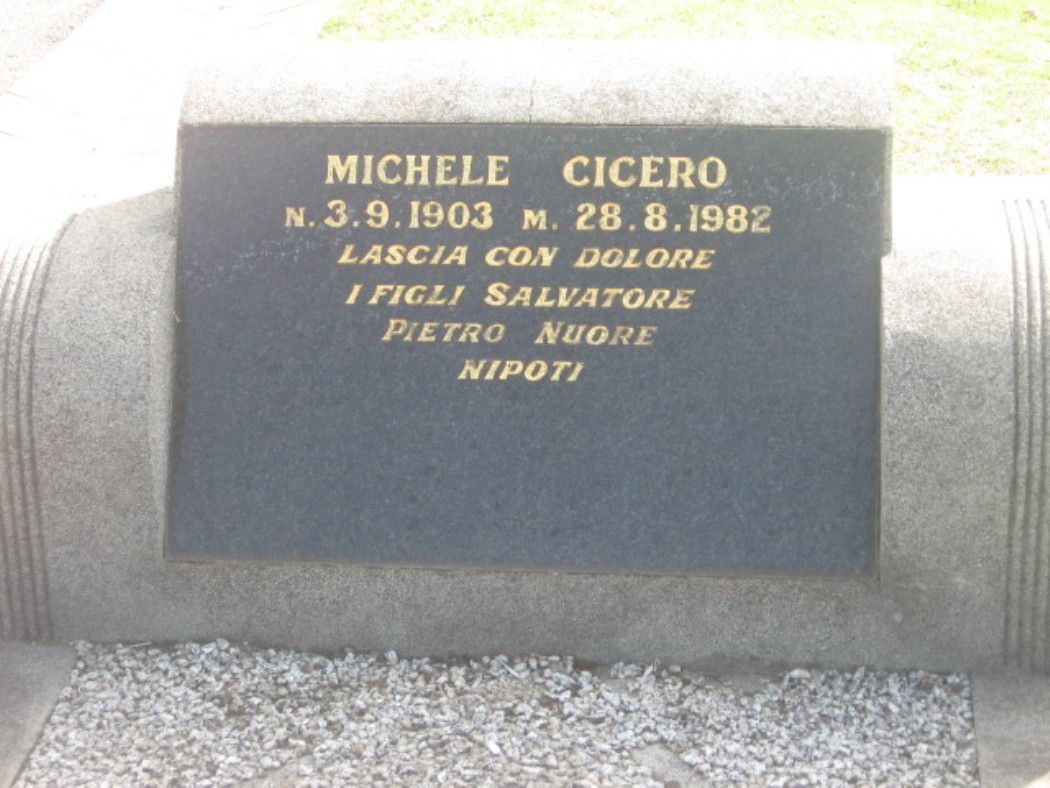 MICHELE CICERO
N. 3.9.1903 M. 28.8.1982
LASCIA CON DOLORE
I FIGLI SALVATORE
PIETRO NUORE
NIPOTI